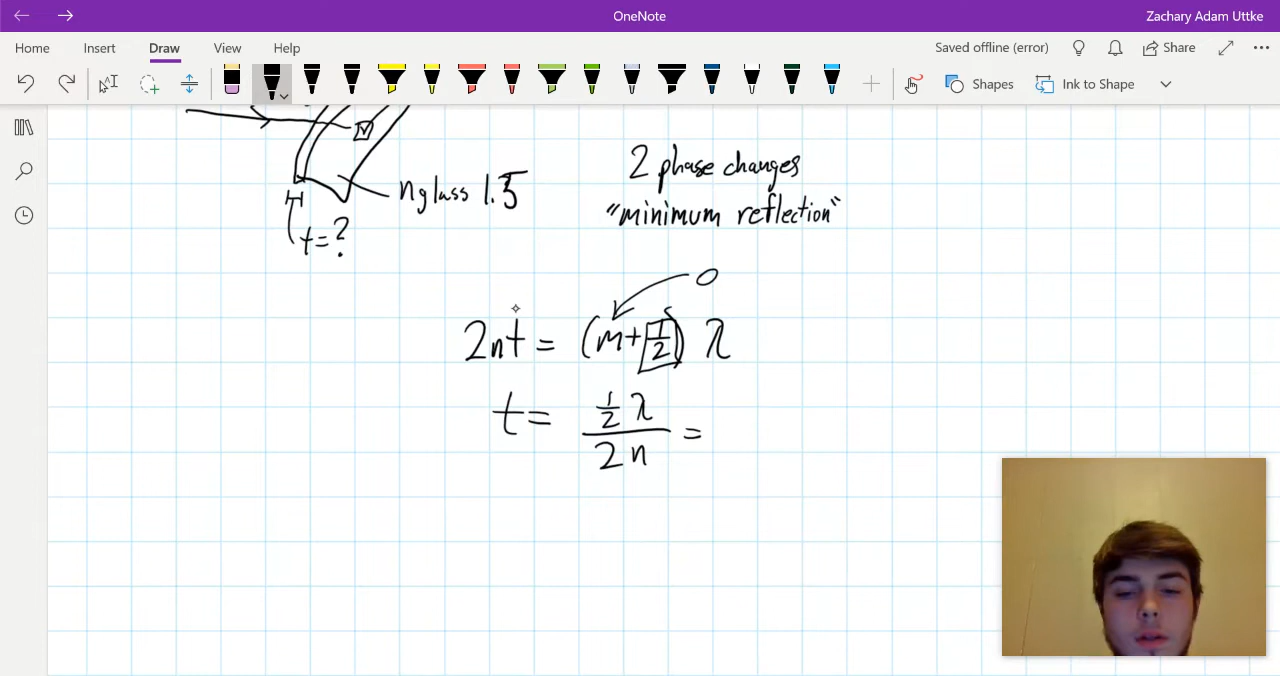 OneNote
Zachary Adam Uttke
Home Insert Draw View Help
Saved offline (error)
Share
Shapes
Ink to Shape
n glass 1.5
t=?
2 phase changes
"minimum reflection"
0
2nt = (m+1/2) λ
t = 1/2 λ / 2n =